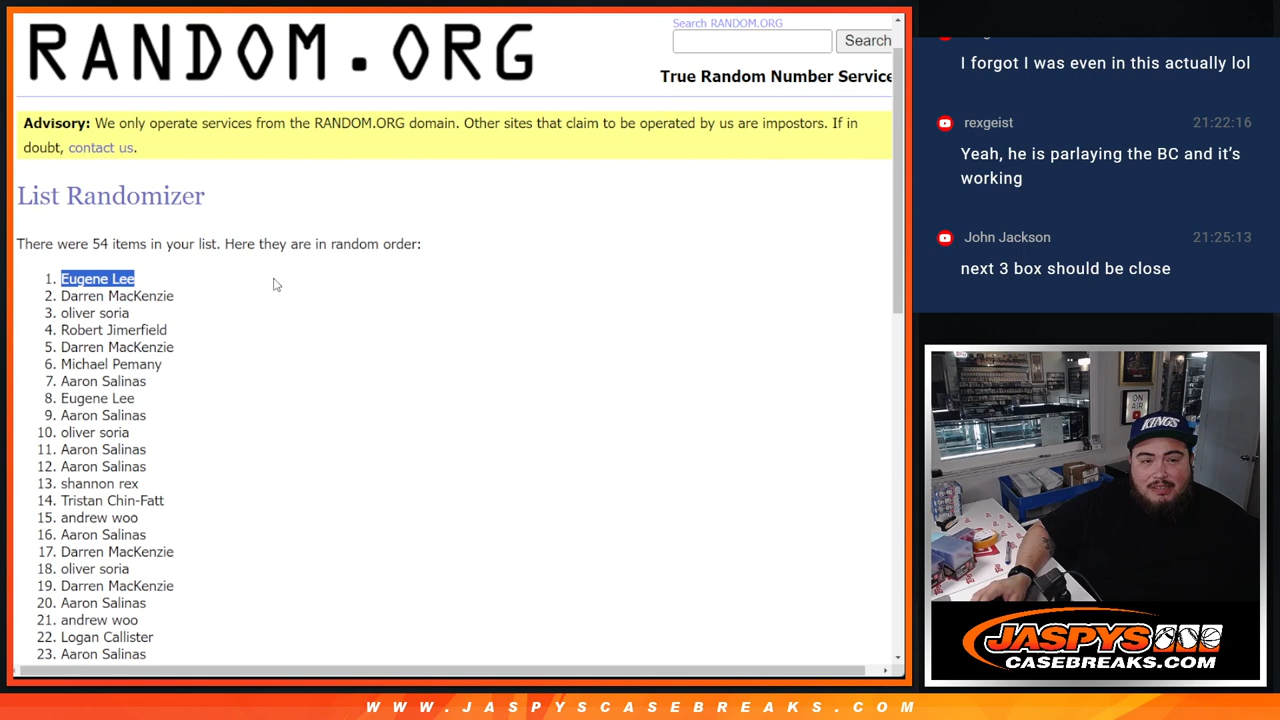 RANDOM.ORG
Search RANDOM.ORG
Search
True Random Number Service
Advisory: We only operate services from the RANDOM.ORG domain. Other sites that claim to be operated by us are impostors. If in
doubt, contact us.
List Randomizer
There were 54 items in your list. Here they are in random order:
1. Eugene Lee
2. Darren MacKenzie
3. oliver soria
4. Robert Jimerfield
5. Darren MacKenzie
6. Michael Pemany
7. Aaron Salinas
8. Eugene Lee
9. Aaron Salinas
10. oliver soria
11. Aaron Salinas
12. Aaron Salinas
13. shannon rex
14. Tristan Chin-Fatt
15. andrew woo
16. Aaron Salinas
17. Darren MacKenzie
18. oliver soria
19. Darren MacKenzie
20. Aaron Salinas
21. andrew woo
22. Logan Callister
23. Aaron Salinas
I forgot I was even in this actually lol
rexgeist 21:22:16
Yeah, he is parlaying the BC and it’s
working
John Jackson 21:25:13
next 3 box should be close
ON
AIR
KINGS
JASPYS
CASEBREAKS.COM
WWW.JASPYSCASEBREAKS.COM